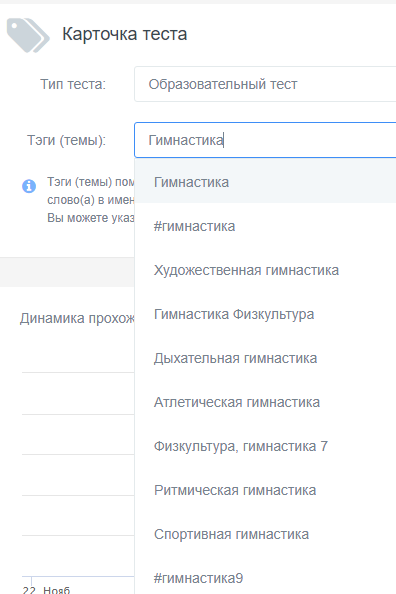 Карточка теста
Тип теста:
Образовательный тест
Тэги (темы):
Гимнастика
Тэги (темы) пом
слово(а) в имен
Вы можете указ
Гимнастика
#гимнастика
Художественная гимнастика
Гимнастика Физкультура
Динамика прохож
Дыхательная гимнастика
Атлетическая гимнастика
Физкультура, гимнастика 7
Ритмическая гимнастика
Спортивная гимнастика
#гимнастика9
22. Нояб